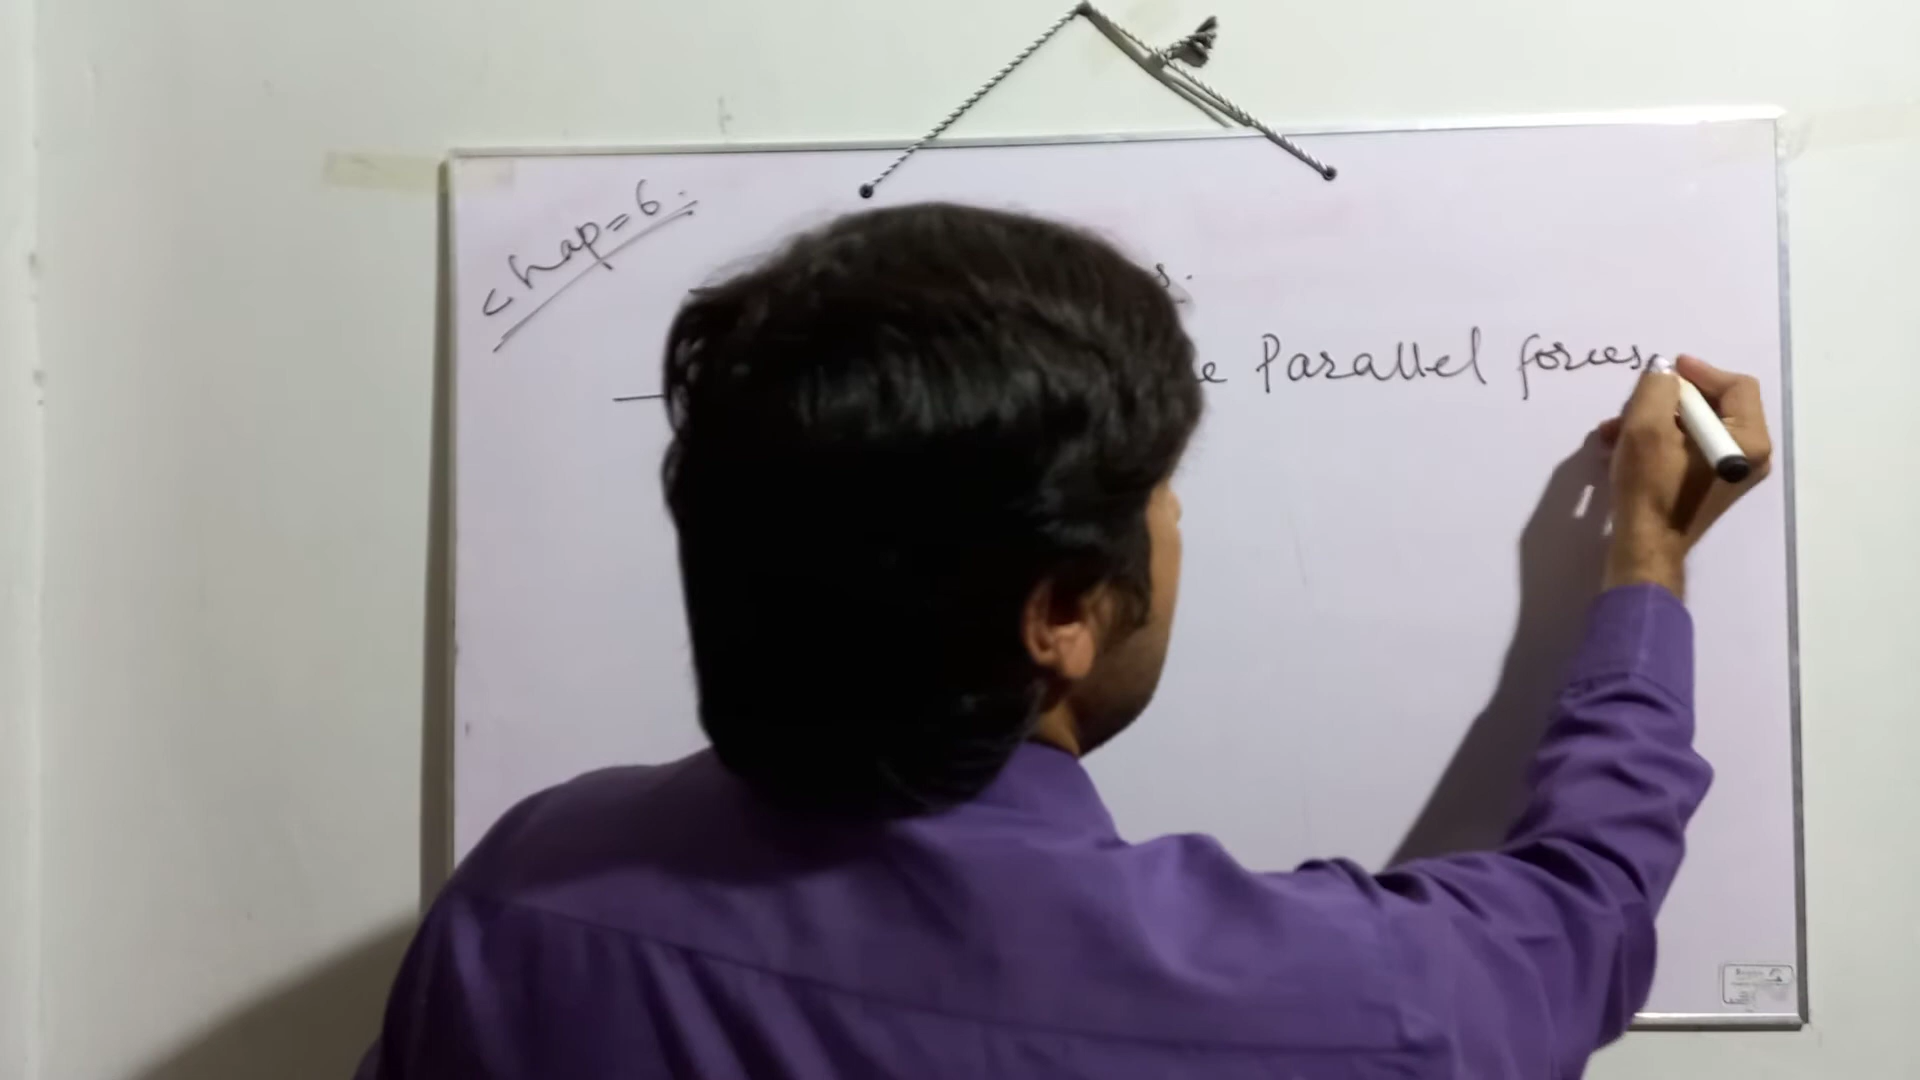 Chap=6.
s.
e Parallel forces